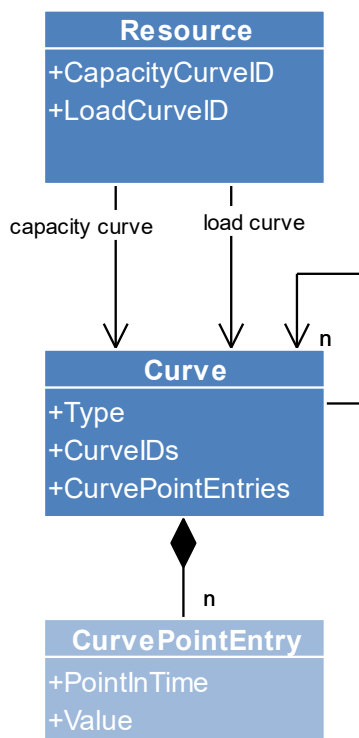 Resource
+CapacityCurveID
+LoadCurveID
capacity curve
load curve
n
Curve
+Type
+CurveIDs
+CurvePointEntries
n
CurvePointEntry
+PointInTime
+Value